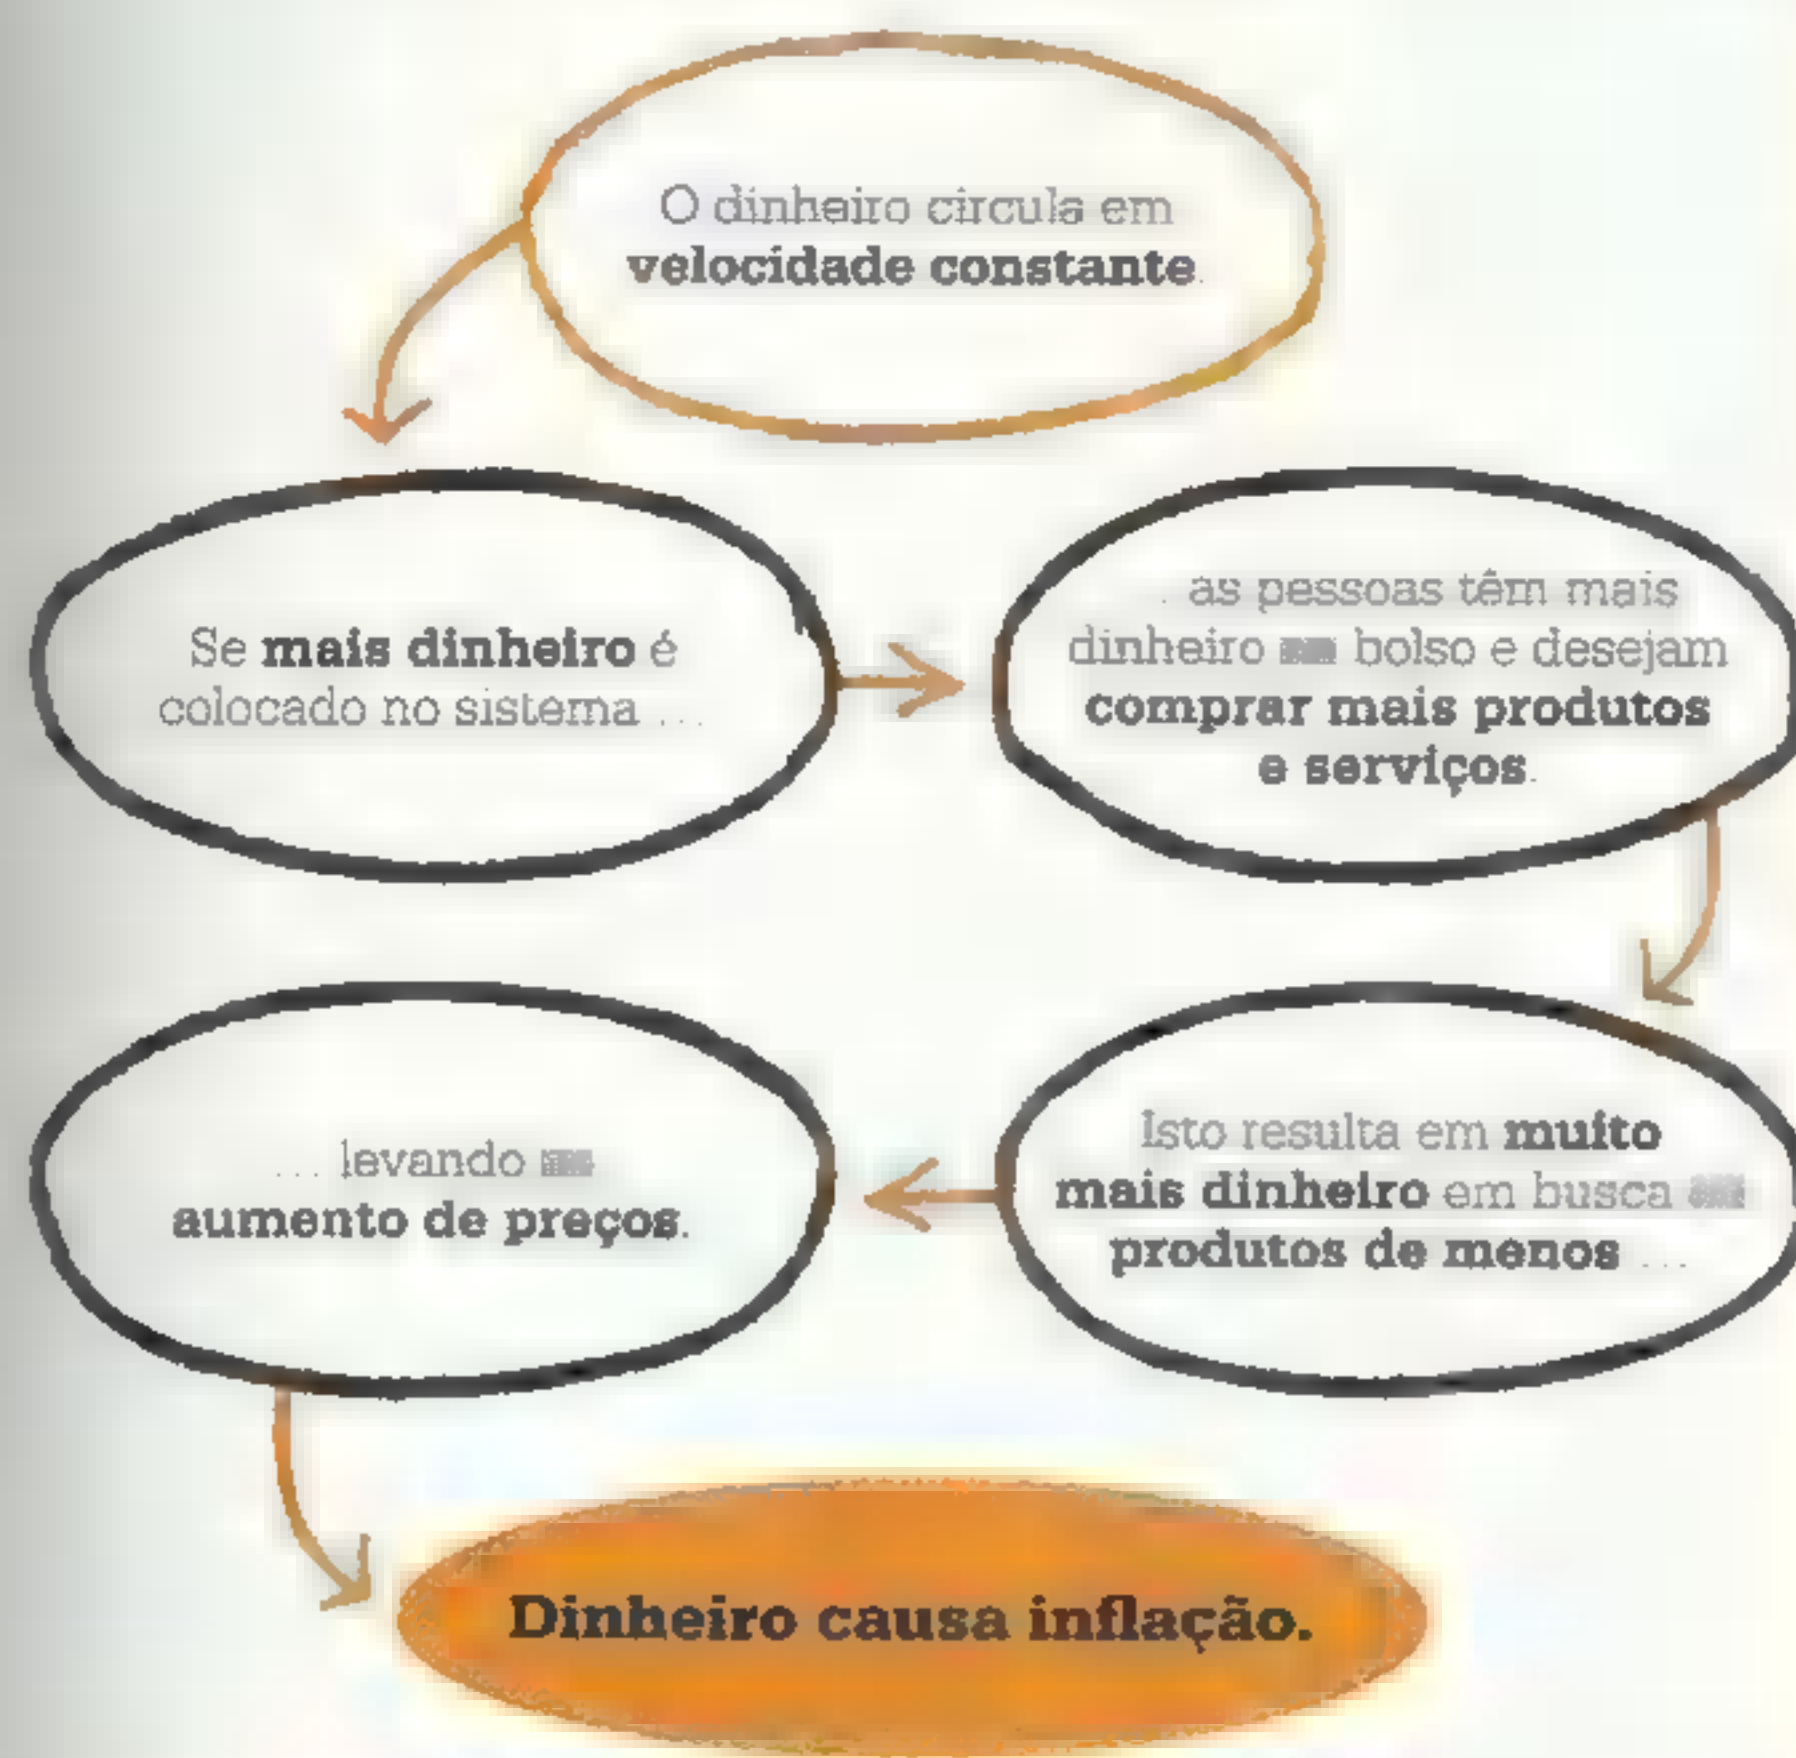 O dinheiro circula em
velocidade constante.
Se mais dinheiro é
colocado no sistema ...
... as pessoas têm mais
dinheiro bolso e desejam
comprar mais produtos
e serviços.
Isto resulta em muito
mais dinheiro em busca
produtos de menos ...
... levando
aumento de preços.
Dinheiro causa inflação.